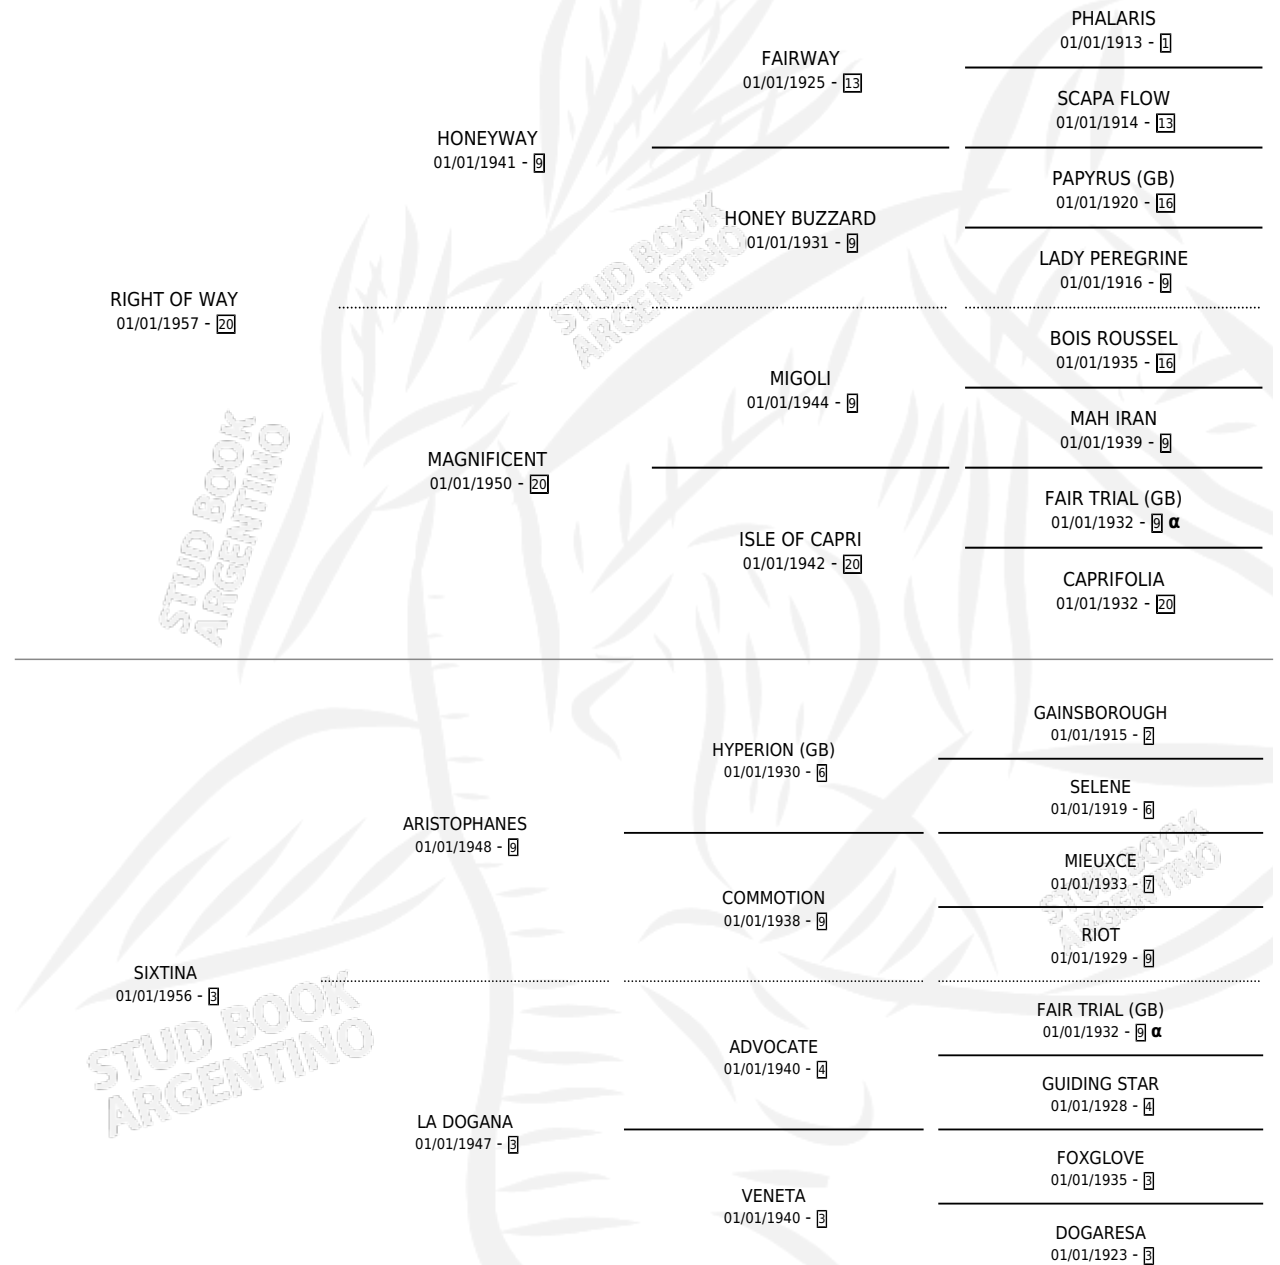 PHALARIS
01/01/1913 - 1
FAIRWAY
01/01/1925 - 13
SCAPA FLOW
01/01/1914 - 13
HONEYWAY
01/01/1941 - 9
PAPYRUS (GB)
01/01/1920 - 16
HONEY BUZZARD
01/01/1931 - 9
LADY PEREGRINE
01/01/1916 - 9
RIGHT OF WAY
01/01/1957 - 20
BOIS ROUSSEL
01/01/1935 - 16
MIGOLI
01/01/1944 - 9
MAH IRAN
01/01/1939 - 9
MAGNIFICENT
01/01/1950 - 20
FAIR TRIAL (GB)
01/01/1932 - 9 α
ISLE OF CAPRI
01/01/1942 - 20
CAPRIFOLIA
01/01/1932 - 20
GAINSBOROUGH
01/01/1915 - 2
HYPERION (GB)
01/01/1930 - 6
SELENE
01/01/1919 - 6
ARISTOPHANES
01/01/1948 - 9
MIEUXCE
01/01/1933 - 7
COMMOTION
01/01/1938 - 9
RIOT
01/01/1929 - 9
SIXTINA
01/01/1956 - 3
FAIR TRIAL (GB)
01/01/1932 - 9 α
ADVOCATE
01/01/1940 - 4
GUIDING STAR
01/01/1928 - 4
LA DOGANA
01/01/1947 - 3
FOXGLOVE
01/01/1935 - 3
VENETA
01/01/1940 - 3
DOGARESA
01/01/1923 - 3
STUD BOOK
ARGENTINO
STUD BOOK
ARGENTINO
STUD BOOK
ARGENTINO
STUD BOOK
ARGENTINO